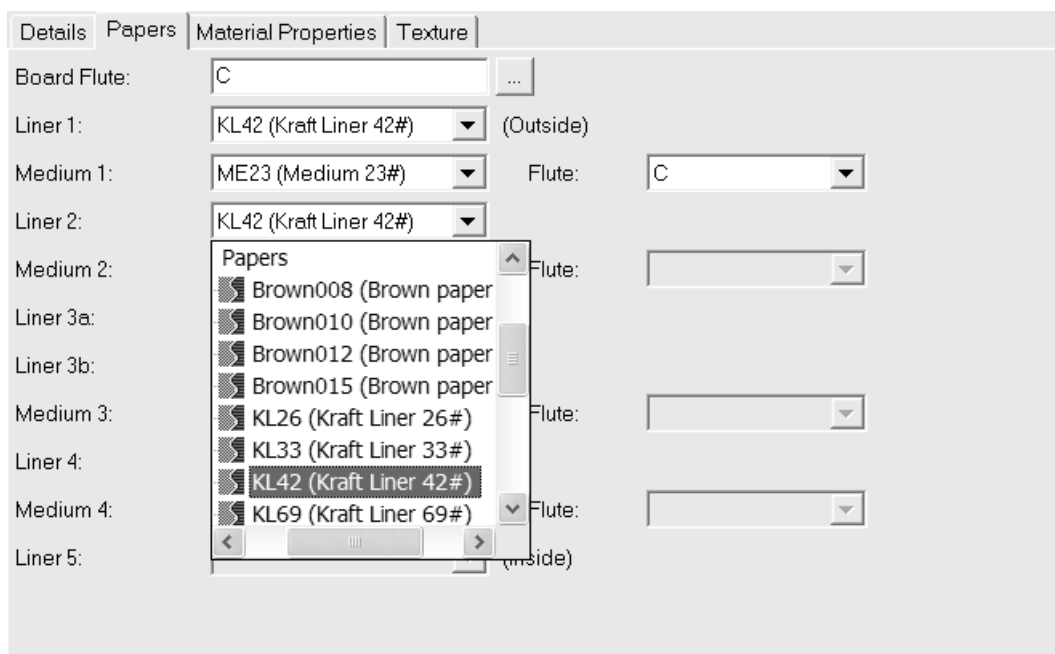 Details Papers Material Properties Texture
Board Flute: C ...
Liner 1: KL42 (Kraft Liner 42#) (Outside)
Medium 1: ME23 (Medium 23#) Flute: C
Liner 2: KL42 (Kraft Liner 42#)
Papers
Medium 2: Flute:
Brown008 (Brown paper
Liner 3a: Brown010 (Brown paper
Brown012 (Brown paper
Liner 3b:
Brown015 (Brown paper
Medium 3: KL26 (Kraft Liner 26#) Flute:
KL33 (Kraft Liner 33#)
Liner 4:
KL42 (Kraft Liner 42#)
Medium 4: KL69 (Kraft Liner 69#) Flute:
Liner 5: (Inside)